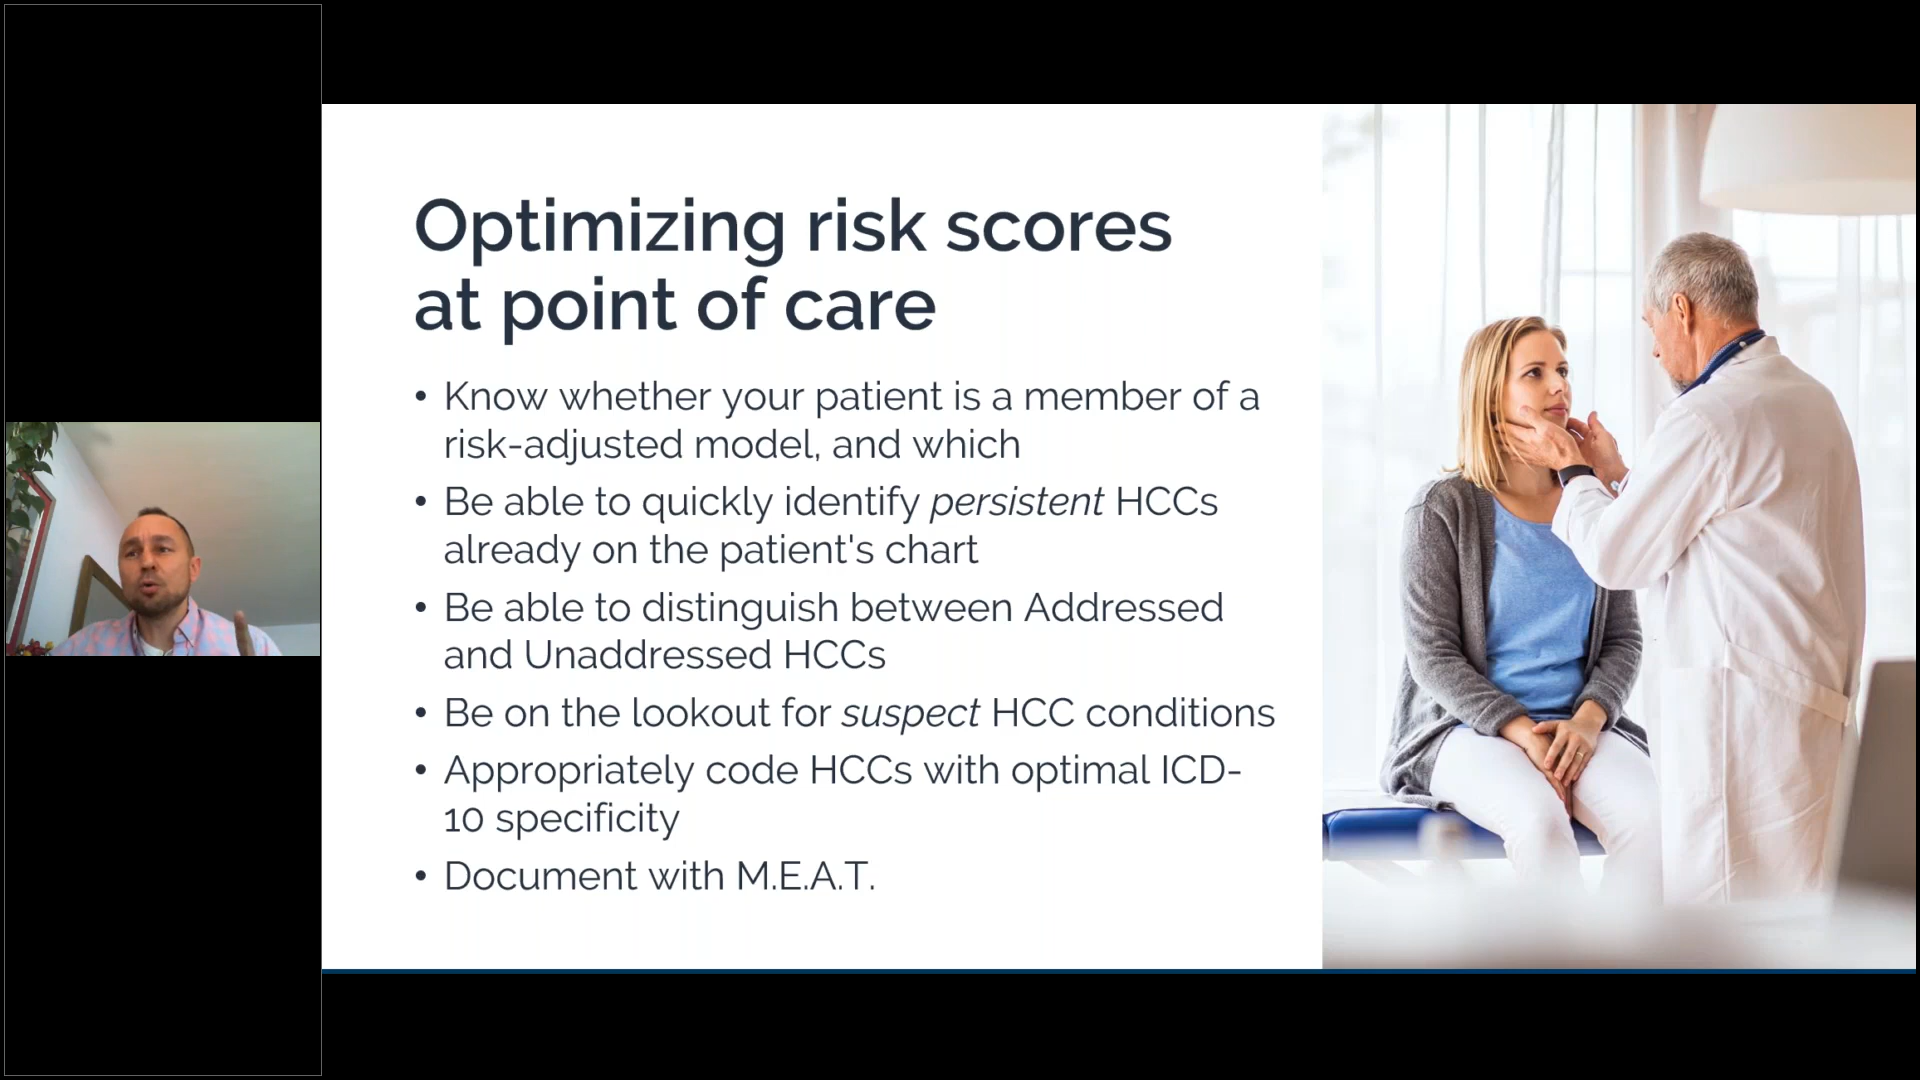 Optimizing risk scores
at point of care
• Know whether your patient is a member of a
risk-adjusted model, and which
• Be able to quickly identify persistent HCCs
already on the patient's chart
• Be able to distinguish between Addressed
and Unaddressed HCCs
• Be on the lookout for suspect HCC conditions
• Appropriately code HCCs with optimal ICD-
10 specificity
• Document with M.E.A.T.